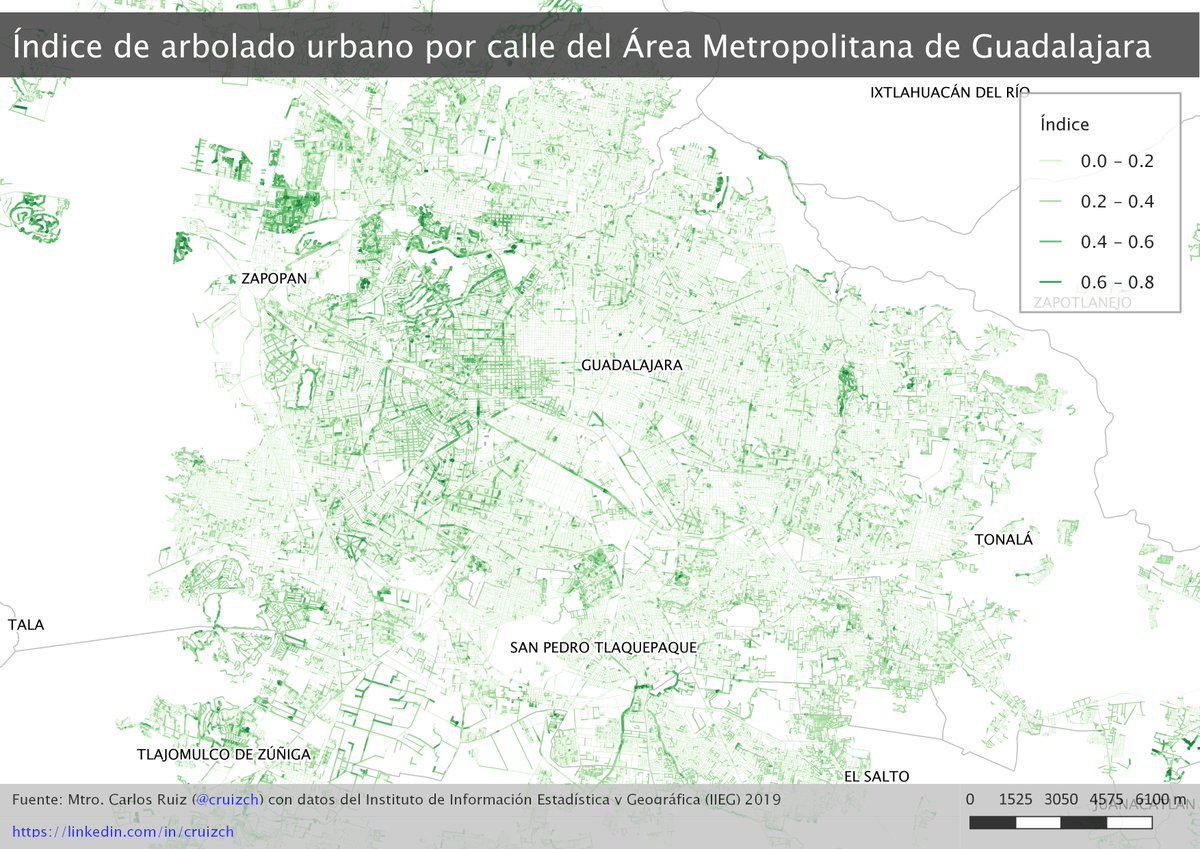 Índice de arbolado urbano por calle del Área Metropolitana de Guadalajara
IXTLAHUACÁN DEL RÍO
Índice
0.0 – 0.2
0.2 – 0.4
0.4 – 0.6
0.6 – 0.8
ZAPOTLANEJO
ZAPOPAN
GUADALAJARA
TONALÁ
TALA
SAN PEDRO TLAQUEPAQUE
TLAJOMULCO DE ZÚÑIGA
EL SALTO
Fuente: Mtro. Carlos Ruiz (@cruizch) con datos del Instituto de Información Estadística y Geográfica (IIEG) 2019
0 1525 3050 4575 6100 m
JUANACATLÁN
https://linkedin.com/in/cruizch